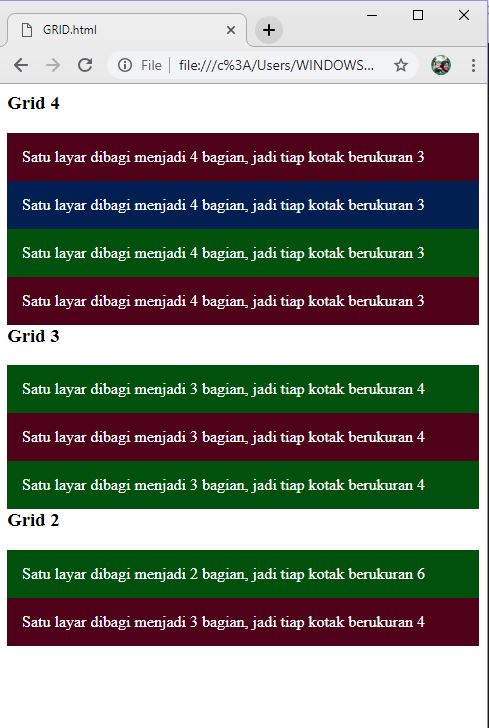 GRID.html
File
file:///c%3A/Users/WINDOWS...
Grid 4
Satu layar dibagi menjadi 4 bagian, jadi tiap kotak berukuran 3
Satu layar dibagi menjadi 4 bagian, jadi tiap kotak berukuran 3
Satu layar dibagi menjadi 4 bagian, jadi tiap kotak berukuran 3
Satu layar dibagi menjadi 4 bagian, jadi tiap kotak berukuran 3
Grid 3
Satu layar dibagi menjadi 3 bagian, jadi tiap kotak berukuran 4
Satu layar dibagi menjadi 3 bagian, jadi tiap kotak berukuran 4
Satu layar dibagi menjadi 3 bagian, jadi tiap kotak berukuran 4
Grid 2
Satu layar dibagi menjadi 2 bagian, jadi tiap kotak berukuran 6
Satu layar dibagi menjadi 3 bagian, jadi tiap kotak berukuran 4